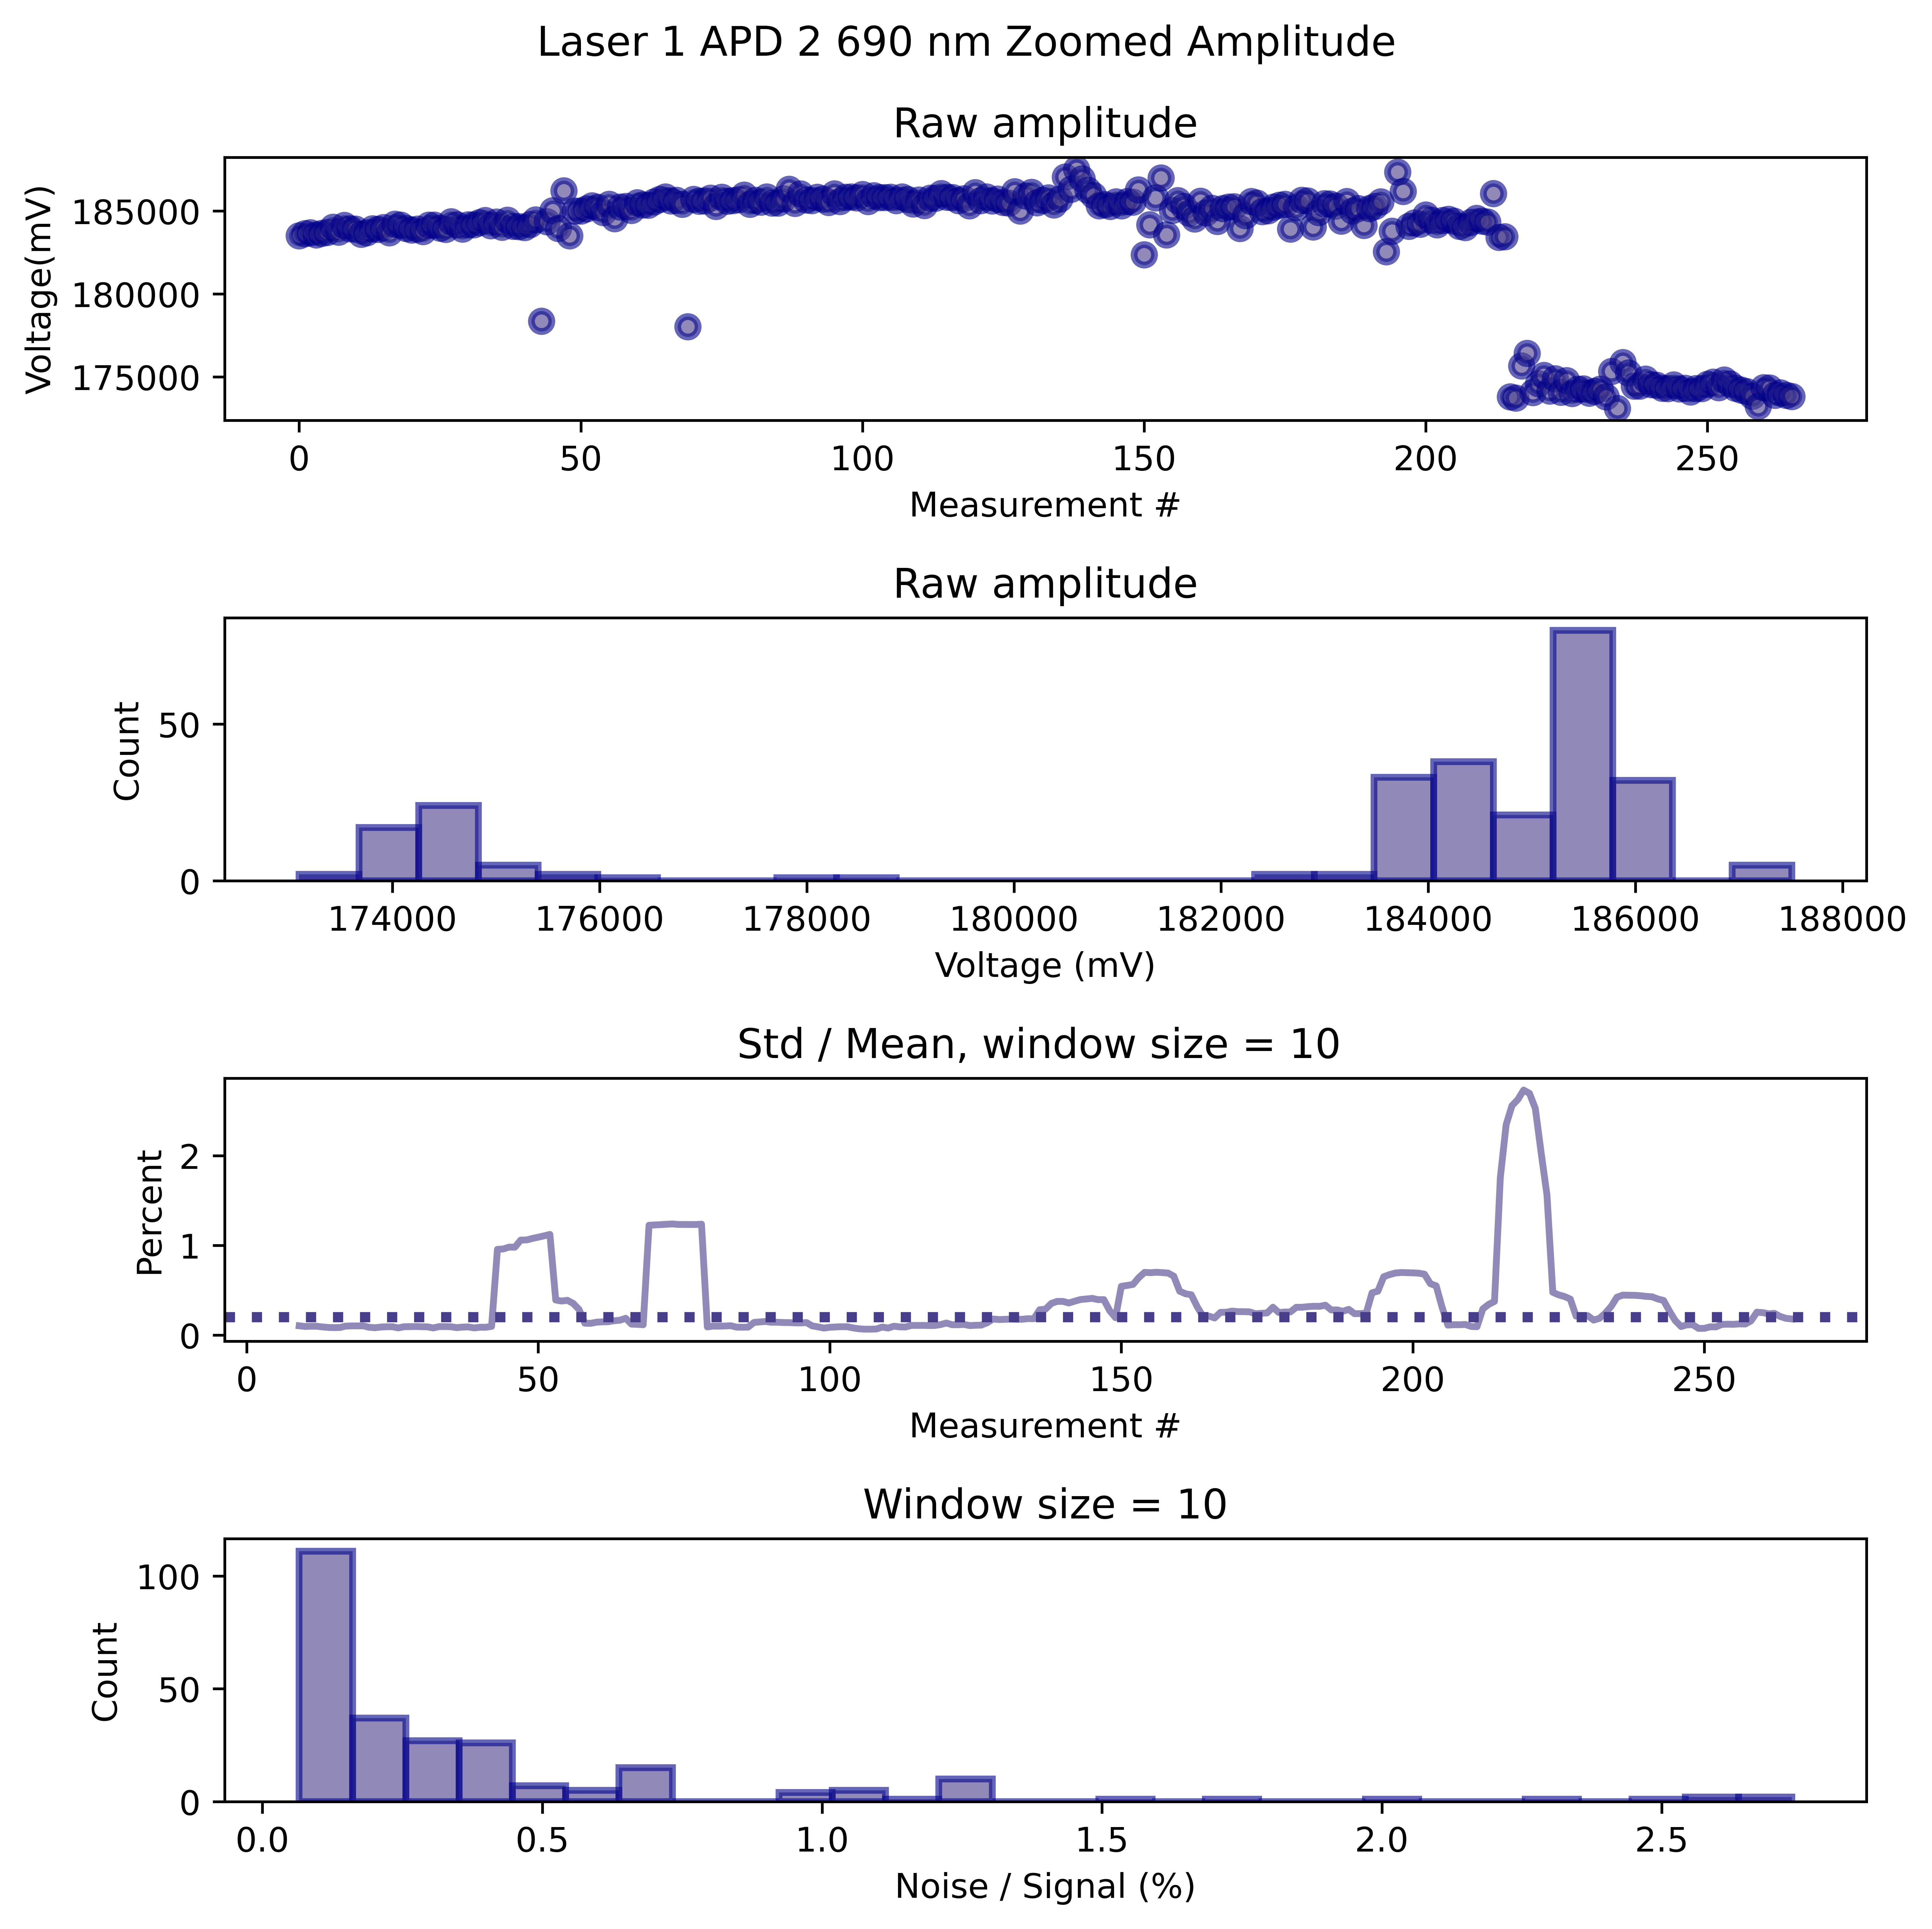 Laser 1 APD 2 690 nm Zoomed Amplitude
Raw amplitude
Voltage(mV)
185000
180000
175000
0 50 100 150 200 250
Measurement #
Raw amplitude
Count
50
0
174000 176000 178000 180000 182000 184000 186000 188000
Voltage (mV)
Std / Mean, window size = 10
Percent
2
1
0
0 50 100 150 200 250
Measurement #
Window size = 10
Count
100
50
0
0.0 0.5 1.0 1.5 2.0 2.5
Noise / Signal (%)